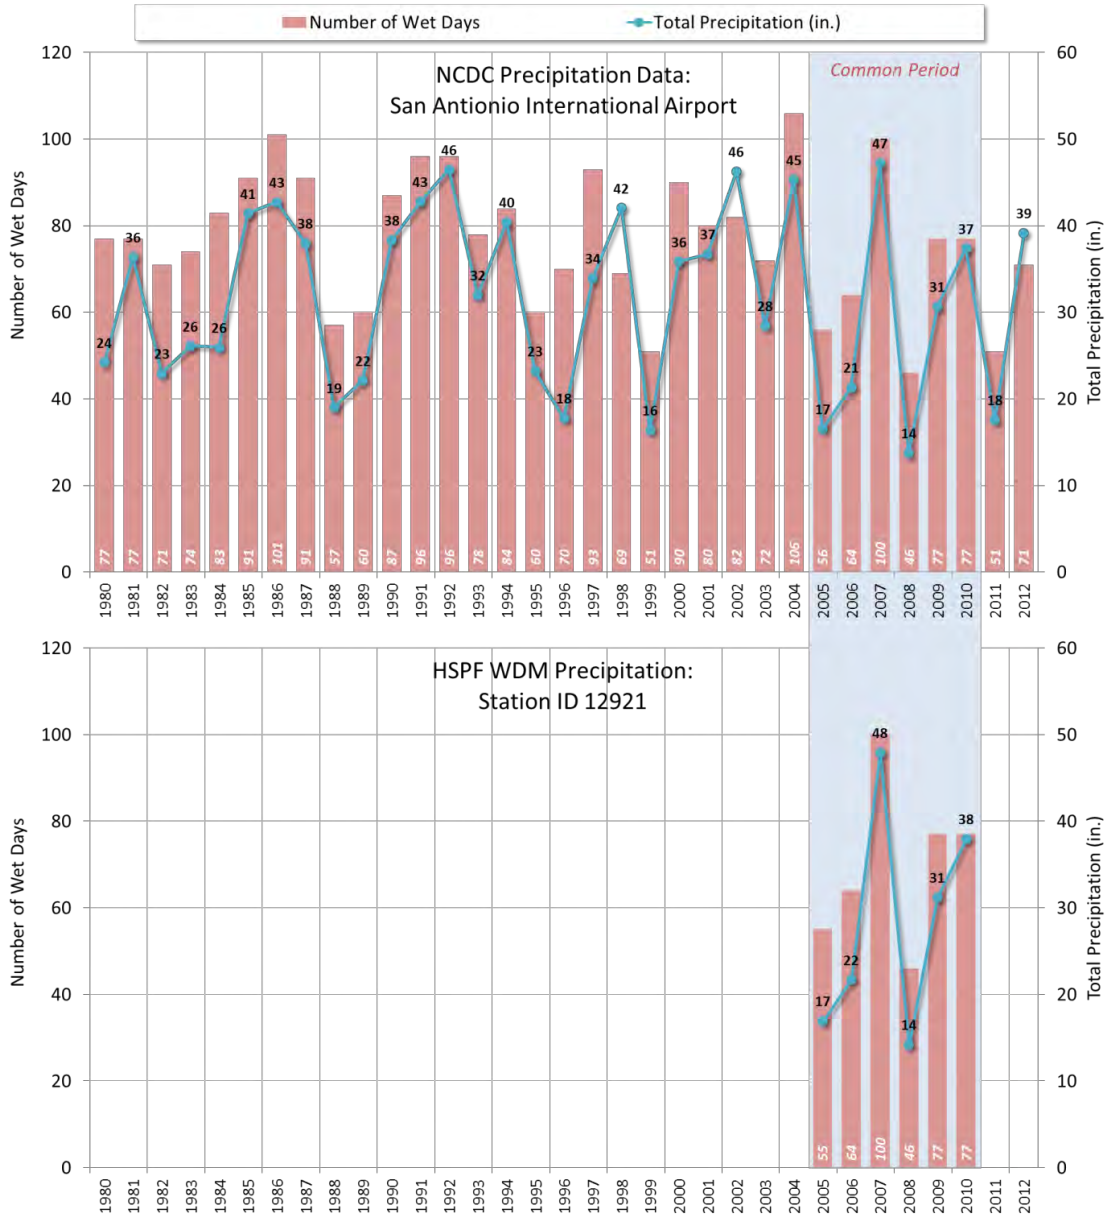 Number of Wet Days Total Precipitation (in.)
NCDC Precipitation Data:
San Antionio International Airport
Common Period
Number of Wet Days
120
100
80
60
40
20
0
24 36 23 26 26 41 43 38 19 22 38 43 46 32 40 23 18 34 42 16 36 37 46 28 45 17 21 47 14 31 37 18 39
77 77 71 74 83 91 101 91 57 60 87 96 96 78 84 60 70 93 69 51 90 80 82 72 106 56 64 100 46 77 77 51 71
1980 1981 1982 1983 1984 1985 1986 1987 1988 1989 1990 1991 1992 1993 1994 1995 1996 1997 1998 1999 2000 2001 2002 2003 2004 2005 2006 2007 2008 2009 2010 2011 2012
60
50
40
30
20
10
0
Total Precipitation (in.)
HSPF WDM Precipitation:
Station ID 12921
Number of Wet Days
120
100
80
60
40
20
0
17 22 48 14 31 38
55 64 100 46 77 77
1980 1981 1982 1983 1984 1985 1986 1987 1988 1989 1990 1991 1992 1993 1994 1995 1996 1997 1998 1999 2000 2001 2002 2003 2004 2005 2006 2007 2008 2009 2010 2011 2012
60
50
40
30
20
10
0
Total Precipitation (in.)